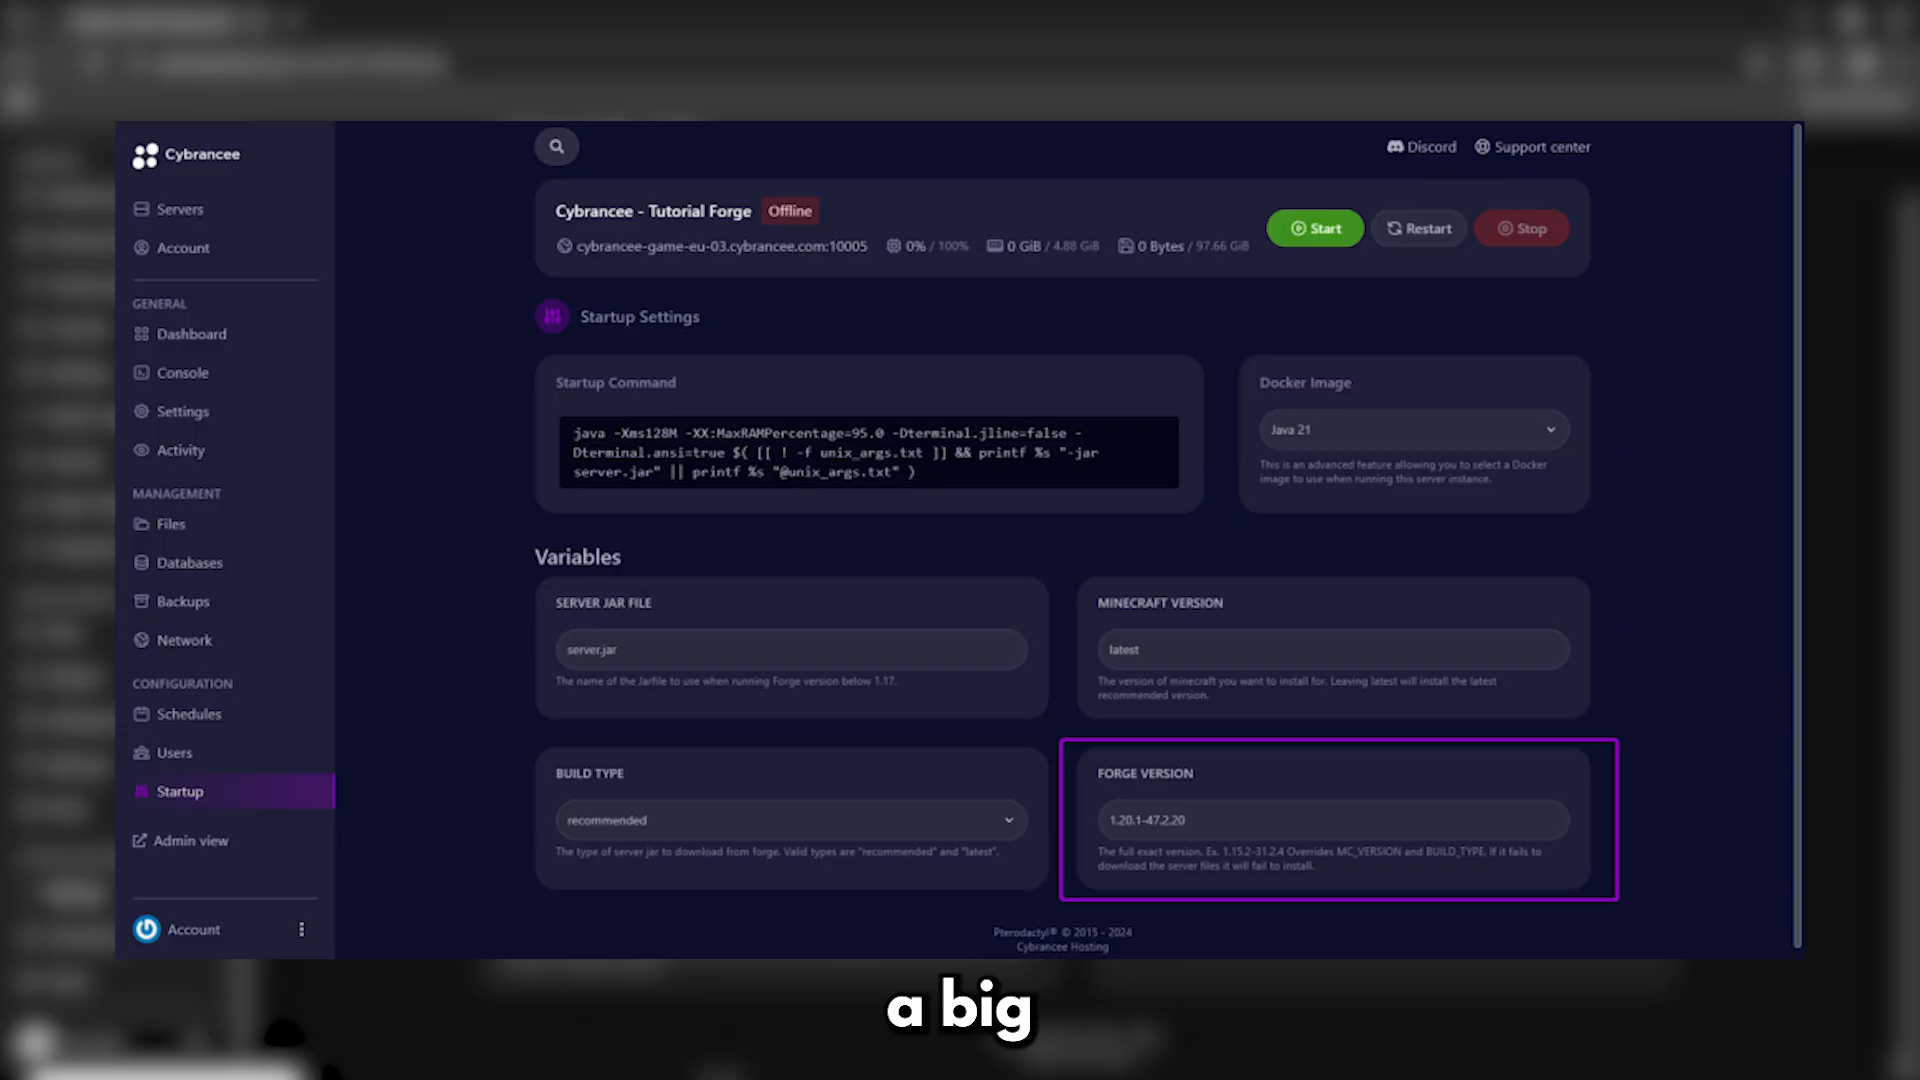 Cybrancee
Servers
Account
GENERAL
Dashboard
Console
Settings
Activity
MANAGEMENT
Files
Databases
Backups
Network
CONFIGURATION
Schedules
Users
Startup
Admin view
Account
Discord
Support center
Cybrancee - Tutorial Forge
Offline
cybrancee-game-eu-03.cybrancee.com:10005
0% / 100%
0 GiB / 4.88 GiB
0 Bytes / 97.66 GiB
Start
Restart
Stop
Startup Settings
Startup Command
java -Xms128M -XX:MaxRAMPercentage=95.0 -Dterminal.jline=false -
Dterminal.ansi=true $( [[ ! -f unix_args.txt ]] && printf %s "-jar
server.jar" || printf %s "@unix_args.txt" )
Docker Image
Java 21
This is an advanced feature allowing you to select a Docker
image to use when running this server instance.
Variables
SERVER JAR FILE
server.jar
The name of the Jarfile to use when running Forge version below 1.17.
MINECRAFT VERSION
latest
The version of minecraft you want to install for. Leaving latest will install the latest
recommended version.
BUILD TYPE
recommended
The type of server jar to download from forge. Valid types are "recommended" and "latest".
FORGE VERSION
1.20.1-47.2.20
The full exact version. Ex. 1.15.2-31.2.4 Overrides MC_VERSION and BUILD_TYPE. If it fails to
download the server files it will fail to install.
Pterodactyl® © 2015 - 2024
Cybrancee Hosting
a big